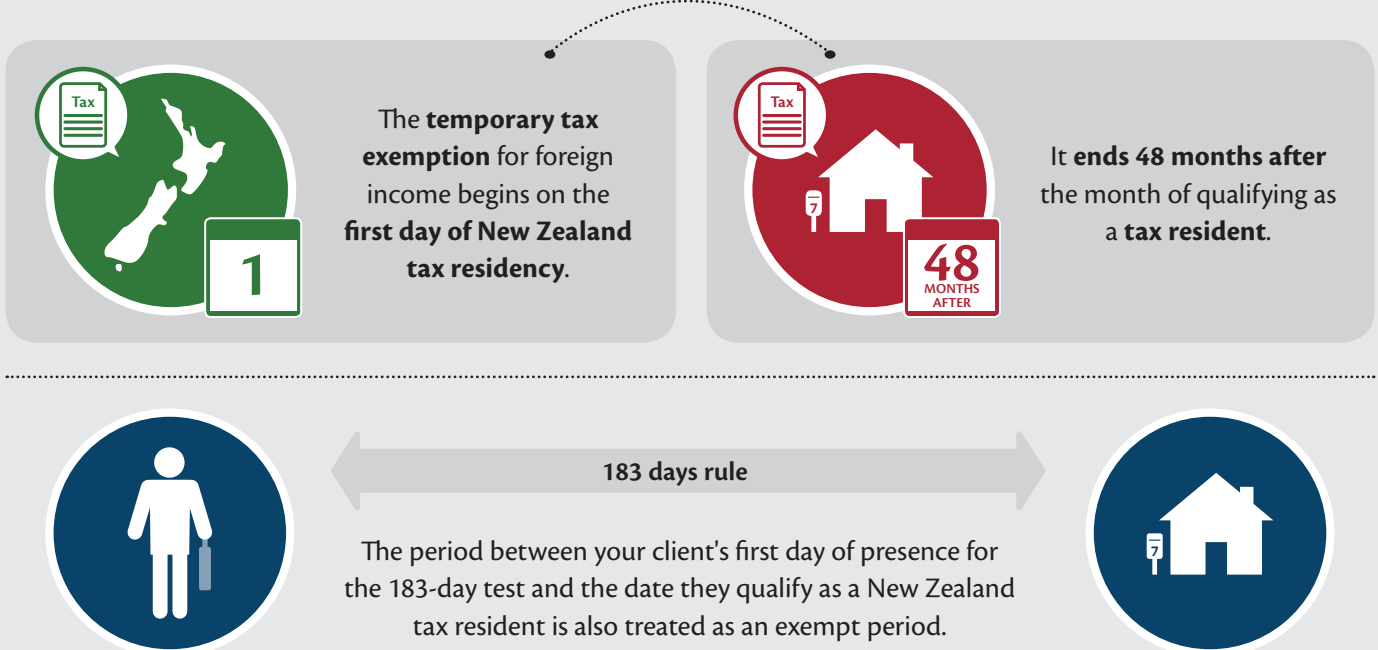 Tax
The temporary tax
exemption for foreign
income begins on the
first day of New Zealand
tax residency.
1
Tax
7
48
MONTHS
AFTER
It ends 48 months after
the month of qualifying as
a tax resident.
183 days rule
The period between your client's first day of presence for
the 183-day test and the date they qualify as a New Zealand
tax resident is also treated as an exempt period.
7